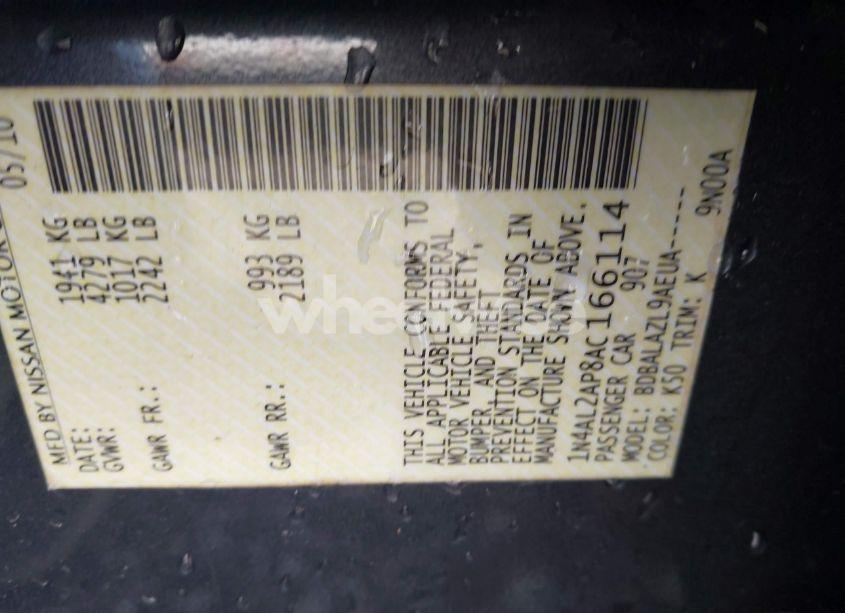 MFD BY NISSAN MOTOR
DATE: 05/10
GVWR: 1941 KG
4279 LB
GAWR FR.: 1017 KG
2242 LB
GAWR RR.: 993 KG
2189 LB
THIS VEHICLE CONFORMS TO
ALL APPLICABLE FEDERAL
MOTOR VEHICLE SAFETY,
BUMPER, AND THEFT
PREVENTION STANDARDS IN
EFFECT ON THE DATE OF
MANUFACTURE SHOWN ABOVE.
1N4AL2AP8AC166114
PASSENGER CAR 907
MODEL: BDBALAZL9AEUA-----
COLOR: K50 TRIM: K 9N00A